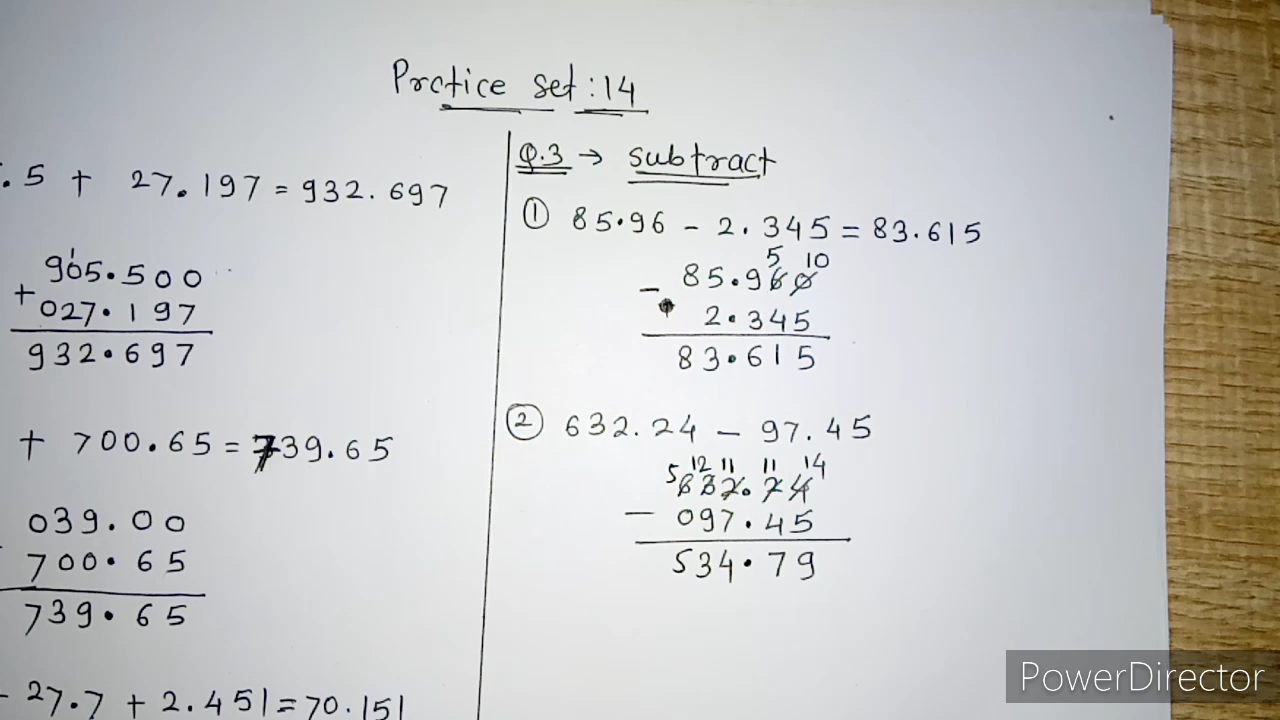 Prctice set : 14
.5 + 27.197 = 932.697
1
905.500
+ 027.197
932.697
+ 700.65 = 739.65
039.00
700.65
739.65
27.7 + 2.451 = 70.151
Q.3 → subtract
① 85.96 - 2.345 = 83.615
5 10
- 85.960
2.345
83.615
② 632.24 - 97.45
5 12 11 11 14
632.24
- 097.45
534.79
PowerDirector